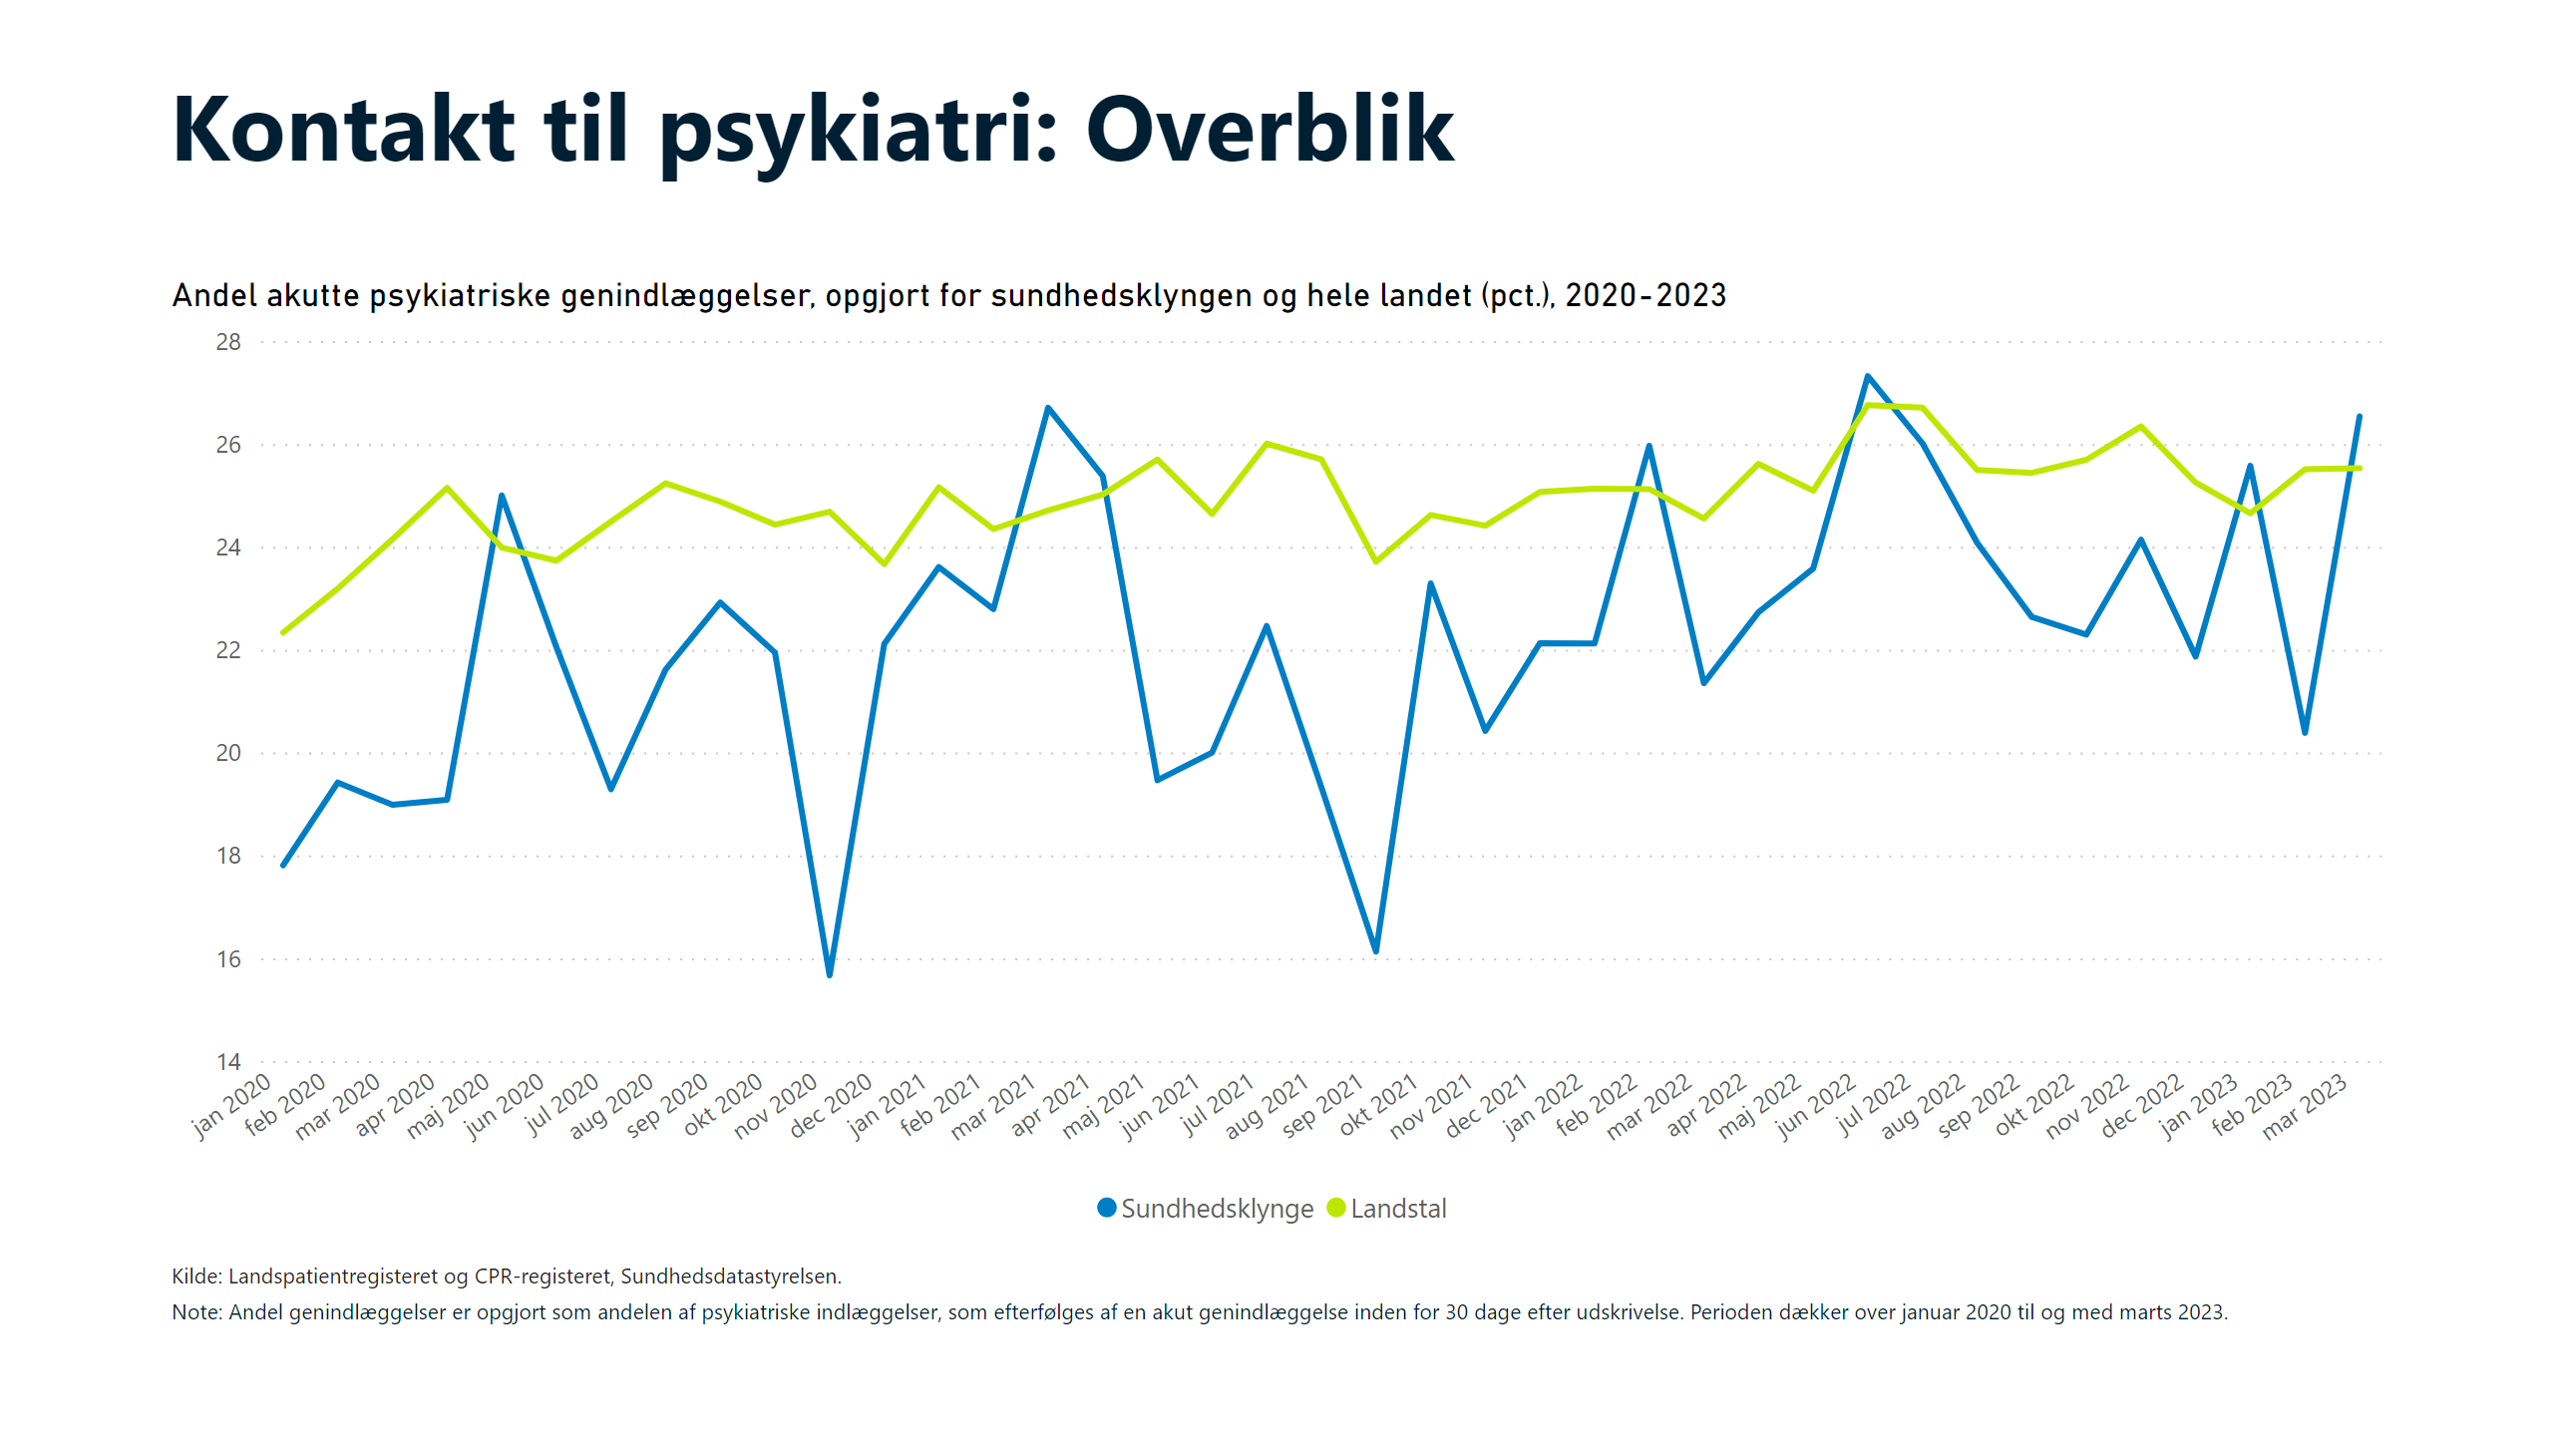 Kontakt til psykiatri: Overblik
Andel akutte psykiatriske genindlæggelser, opgjort for sundhedsklyngen og hele landet (pct.), 2020-2023
28
26
24
22
20
18
16
14
jan 2020
feb 2020
mar 2020
apr 2020
maj 2020
jun 2020
jul 2020
aug 2020
sep 2020
okt 2020
nov 2020
dec 2020
jan 2021
feb 2021
mar 2021
apr 2021
maj 2021
jun 2021
jul 2021
aug 2021
sep 2021
okt 2021
nov 2021
dec 2021
jan 2022
feb 2022
mar 2022
apr 2022
maj 2022
jun 2022
jul 2022
aug 2022
sep 2022
okt 2022
nov 2022
dec 2022
jan 2023
feb 2023
mar 2023
Sundhedsklynge Landstal
Kilde: Landspatientregisteret og CPR-registeret, Sundhedsdatastyrelsen.
Note: Andel genindlæggelser er opgjort som andelen af psykiatriske indlæggelser, som efterfølges af en akut genindlæggelse inden for 30 dage efter udskrivelse. Perioden dækker over januar 2020 til og med marts 2023.